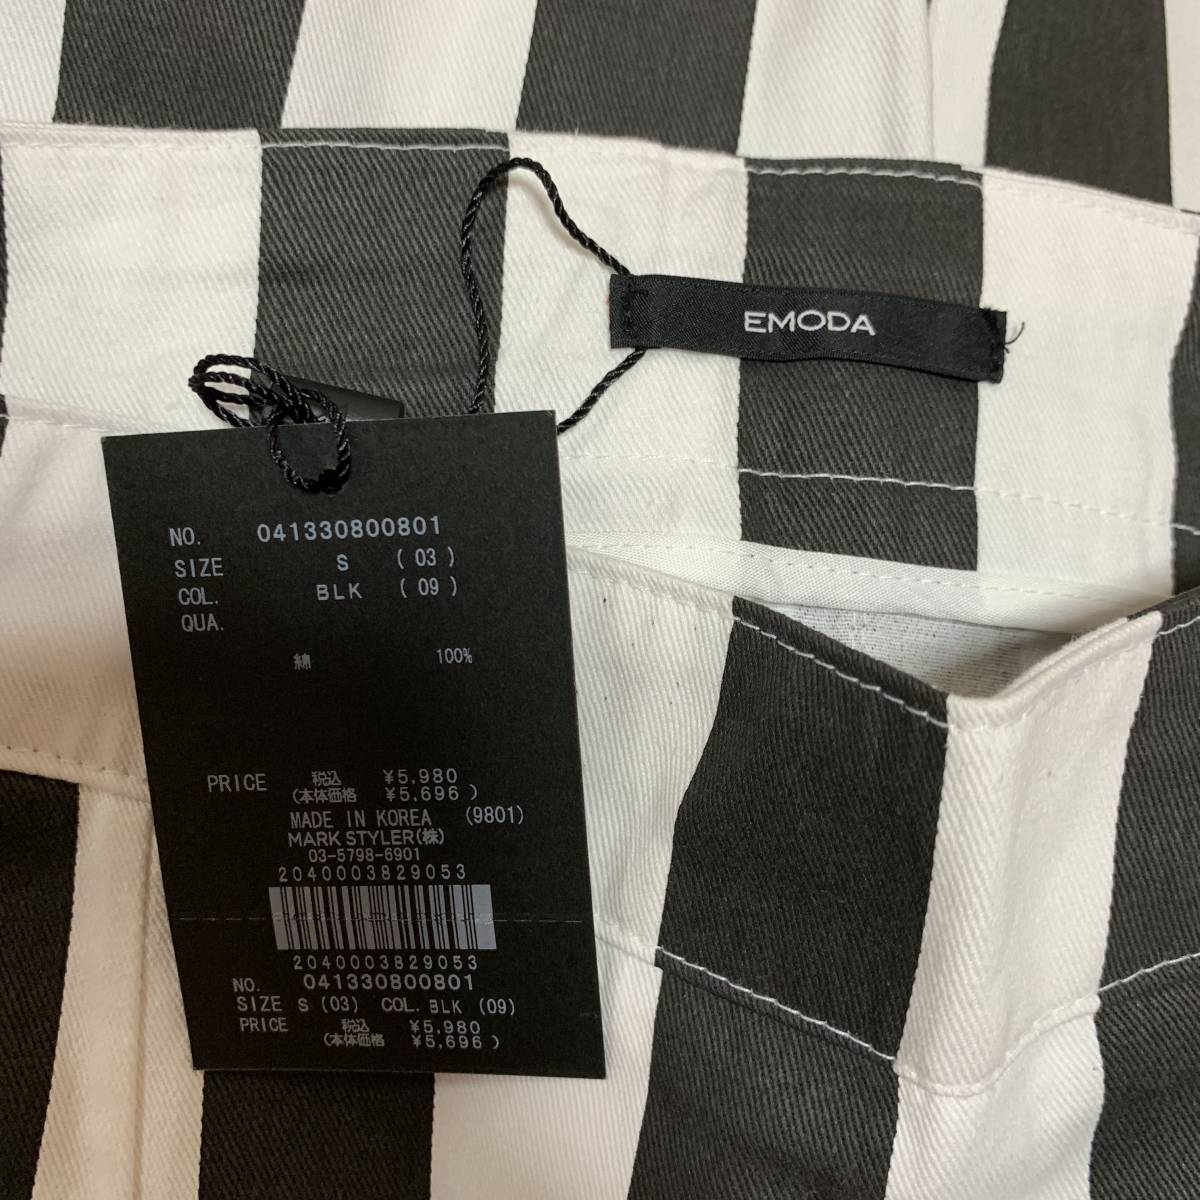 EMODA
NO. 041330800801
SIZE S (03)
COL. BLK (09)
QUA.
綿 100%
PRICE 税込 ¥5,980
(本体価格 ¥5,696)
MADE IN KOREA (9801)
MARK STYLER(株)
03-5798-6901
2040003829053
2040003829053
NO. 041330800801
SIZE S (03) COL. BLK (09)
PRICE 税込 ¥5,980
(本体価格 ¥5,696)